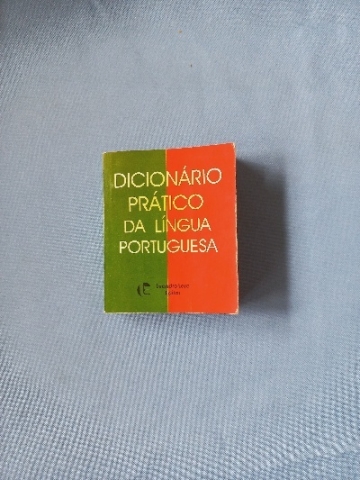 DICIONÁRIO
PRÁTICO
DA LÍNGUA
PORTUGUESA